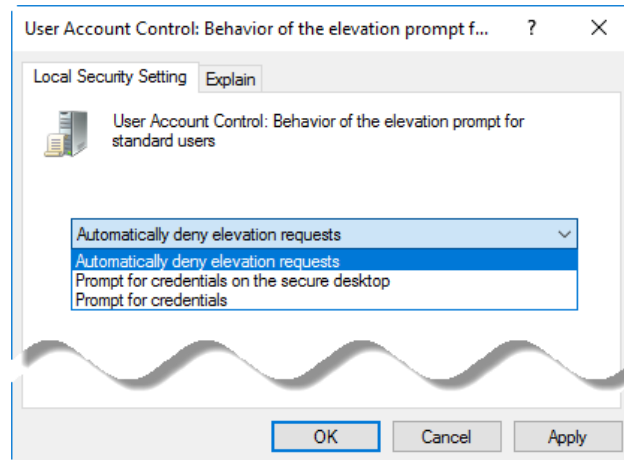 User Account Control: Behavior of the elevation prompt f... ?
Local Security Setting Explain
User Account Control: Behavior of the elevation prompt for
standard users
Automatically deny elevation requests
Automatically deny elevation requests
Prompt for credentials on the secure desktop
Prompt for credentials
OK Cancel Apply